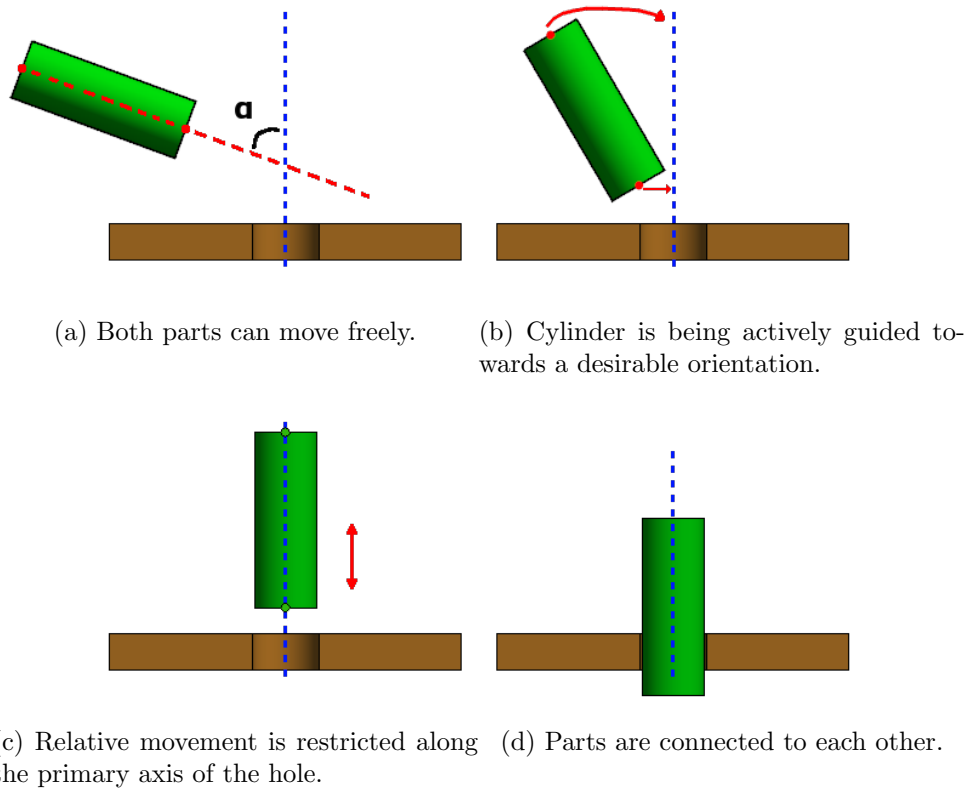 α
(a) Both parts can move freely.
(b) Cylinder is being actively guided to-
wards a desirable orientation.
c) Relative movement is restricted along
he primary axis of the hole.
(d) Parts are connected to each other.